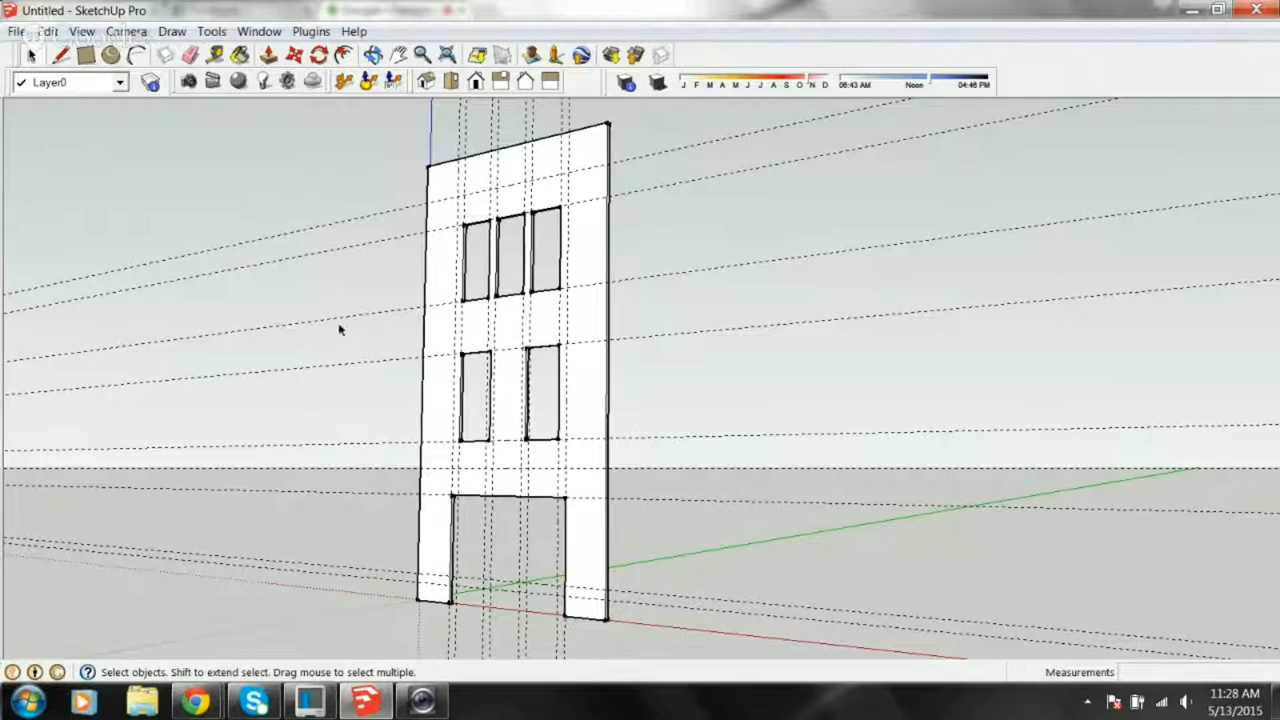 Untitled - SketchUp Pro
File Edit View Camera Draw Tools Window Plugins Help
Layer0
J F M A M J J A S O N D
06:43 AM Noon 04:46 PM
Select objects. Shift to extend select. Drag mouse to select multiple.
Measurements
11:28 AM
5/13/2015